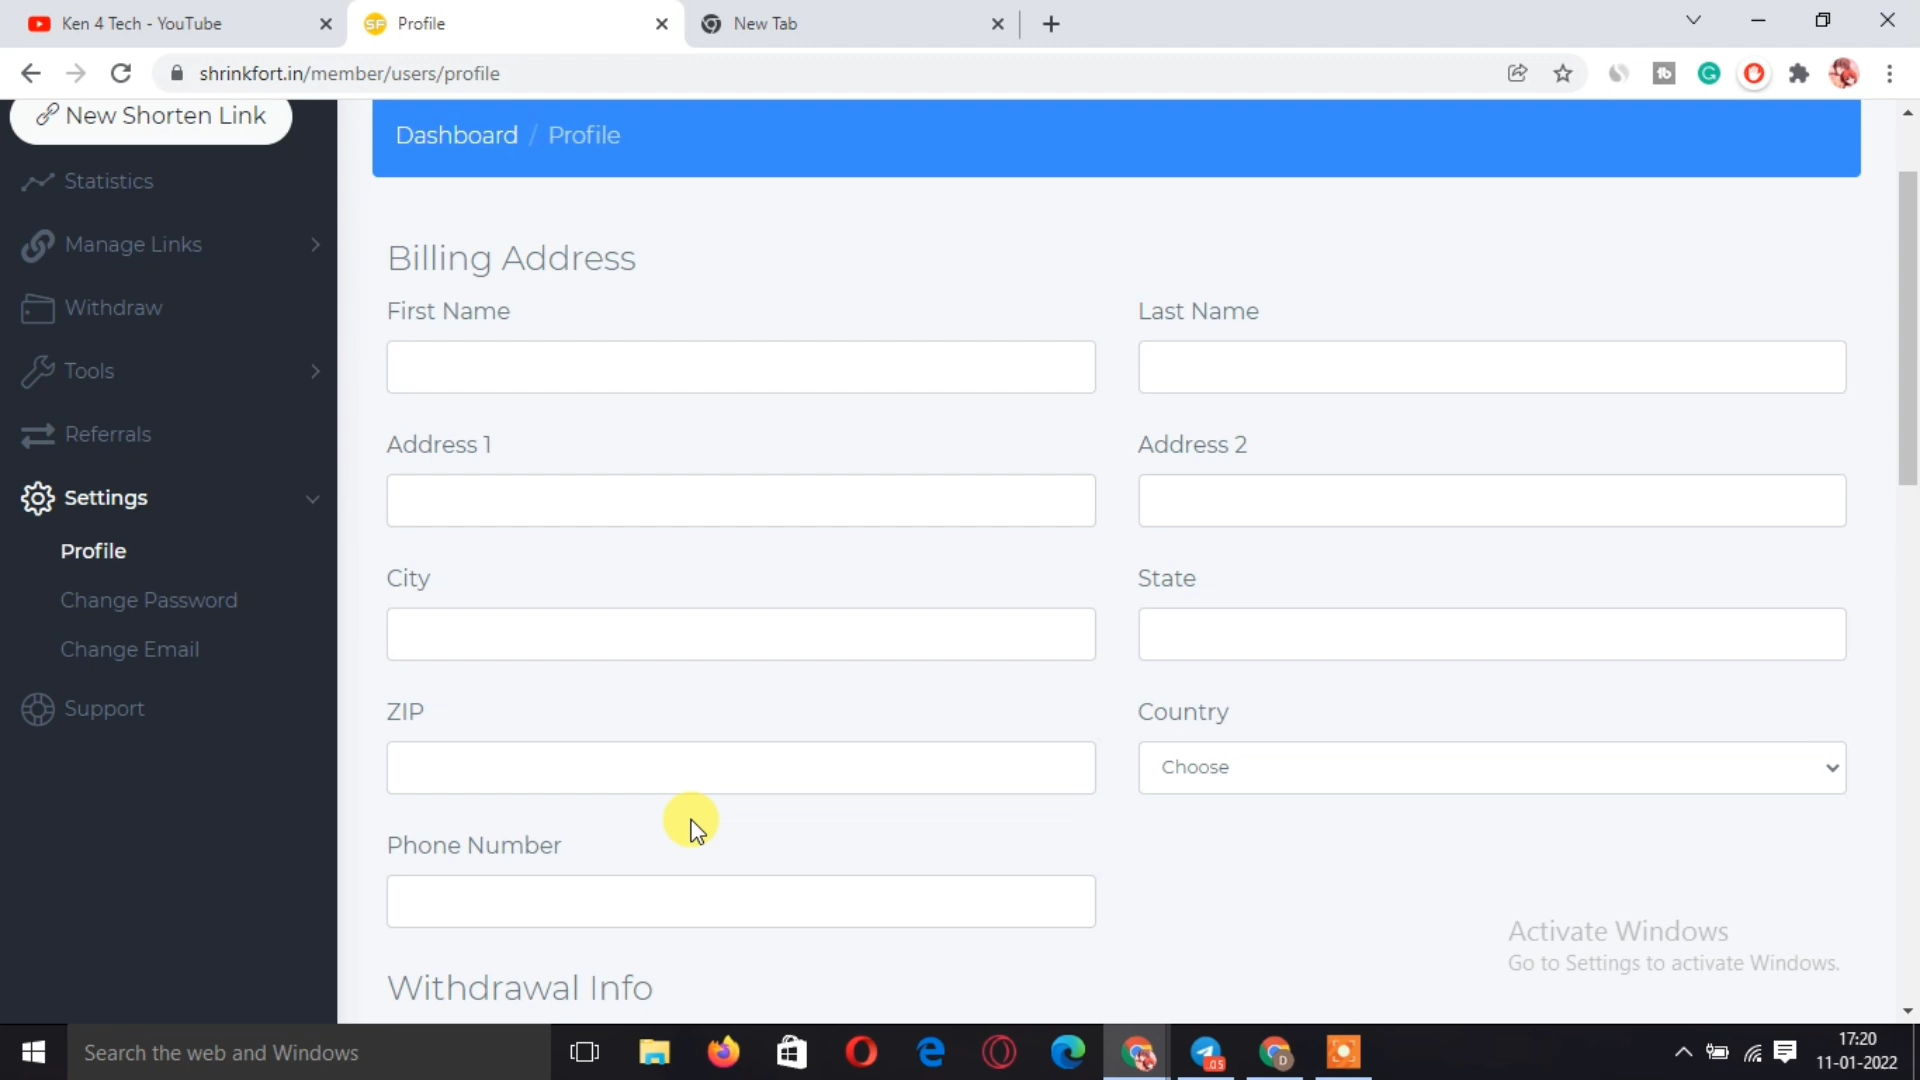 Ken 4 Tech - YouTube
Profile
New Tab
shrinkfort.in/member/users/profile
New Shorten Link
Statistics
Manage Links
Withdraw
Tools
Referrals
Settings
Profile
Change Password
Change Email
Support
Dashboard / Profile
Billing Address
First Name
Last Name
Address 1
Address 2
City
State
ZIP
Country
Choose
Phone Number
Withdrawal Info
Activate Windows
Go to Settings to activate Windows.
Search the web and Windows
17:20
11-01-2022